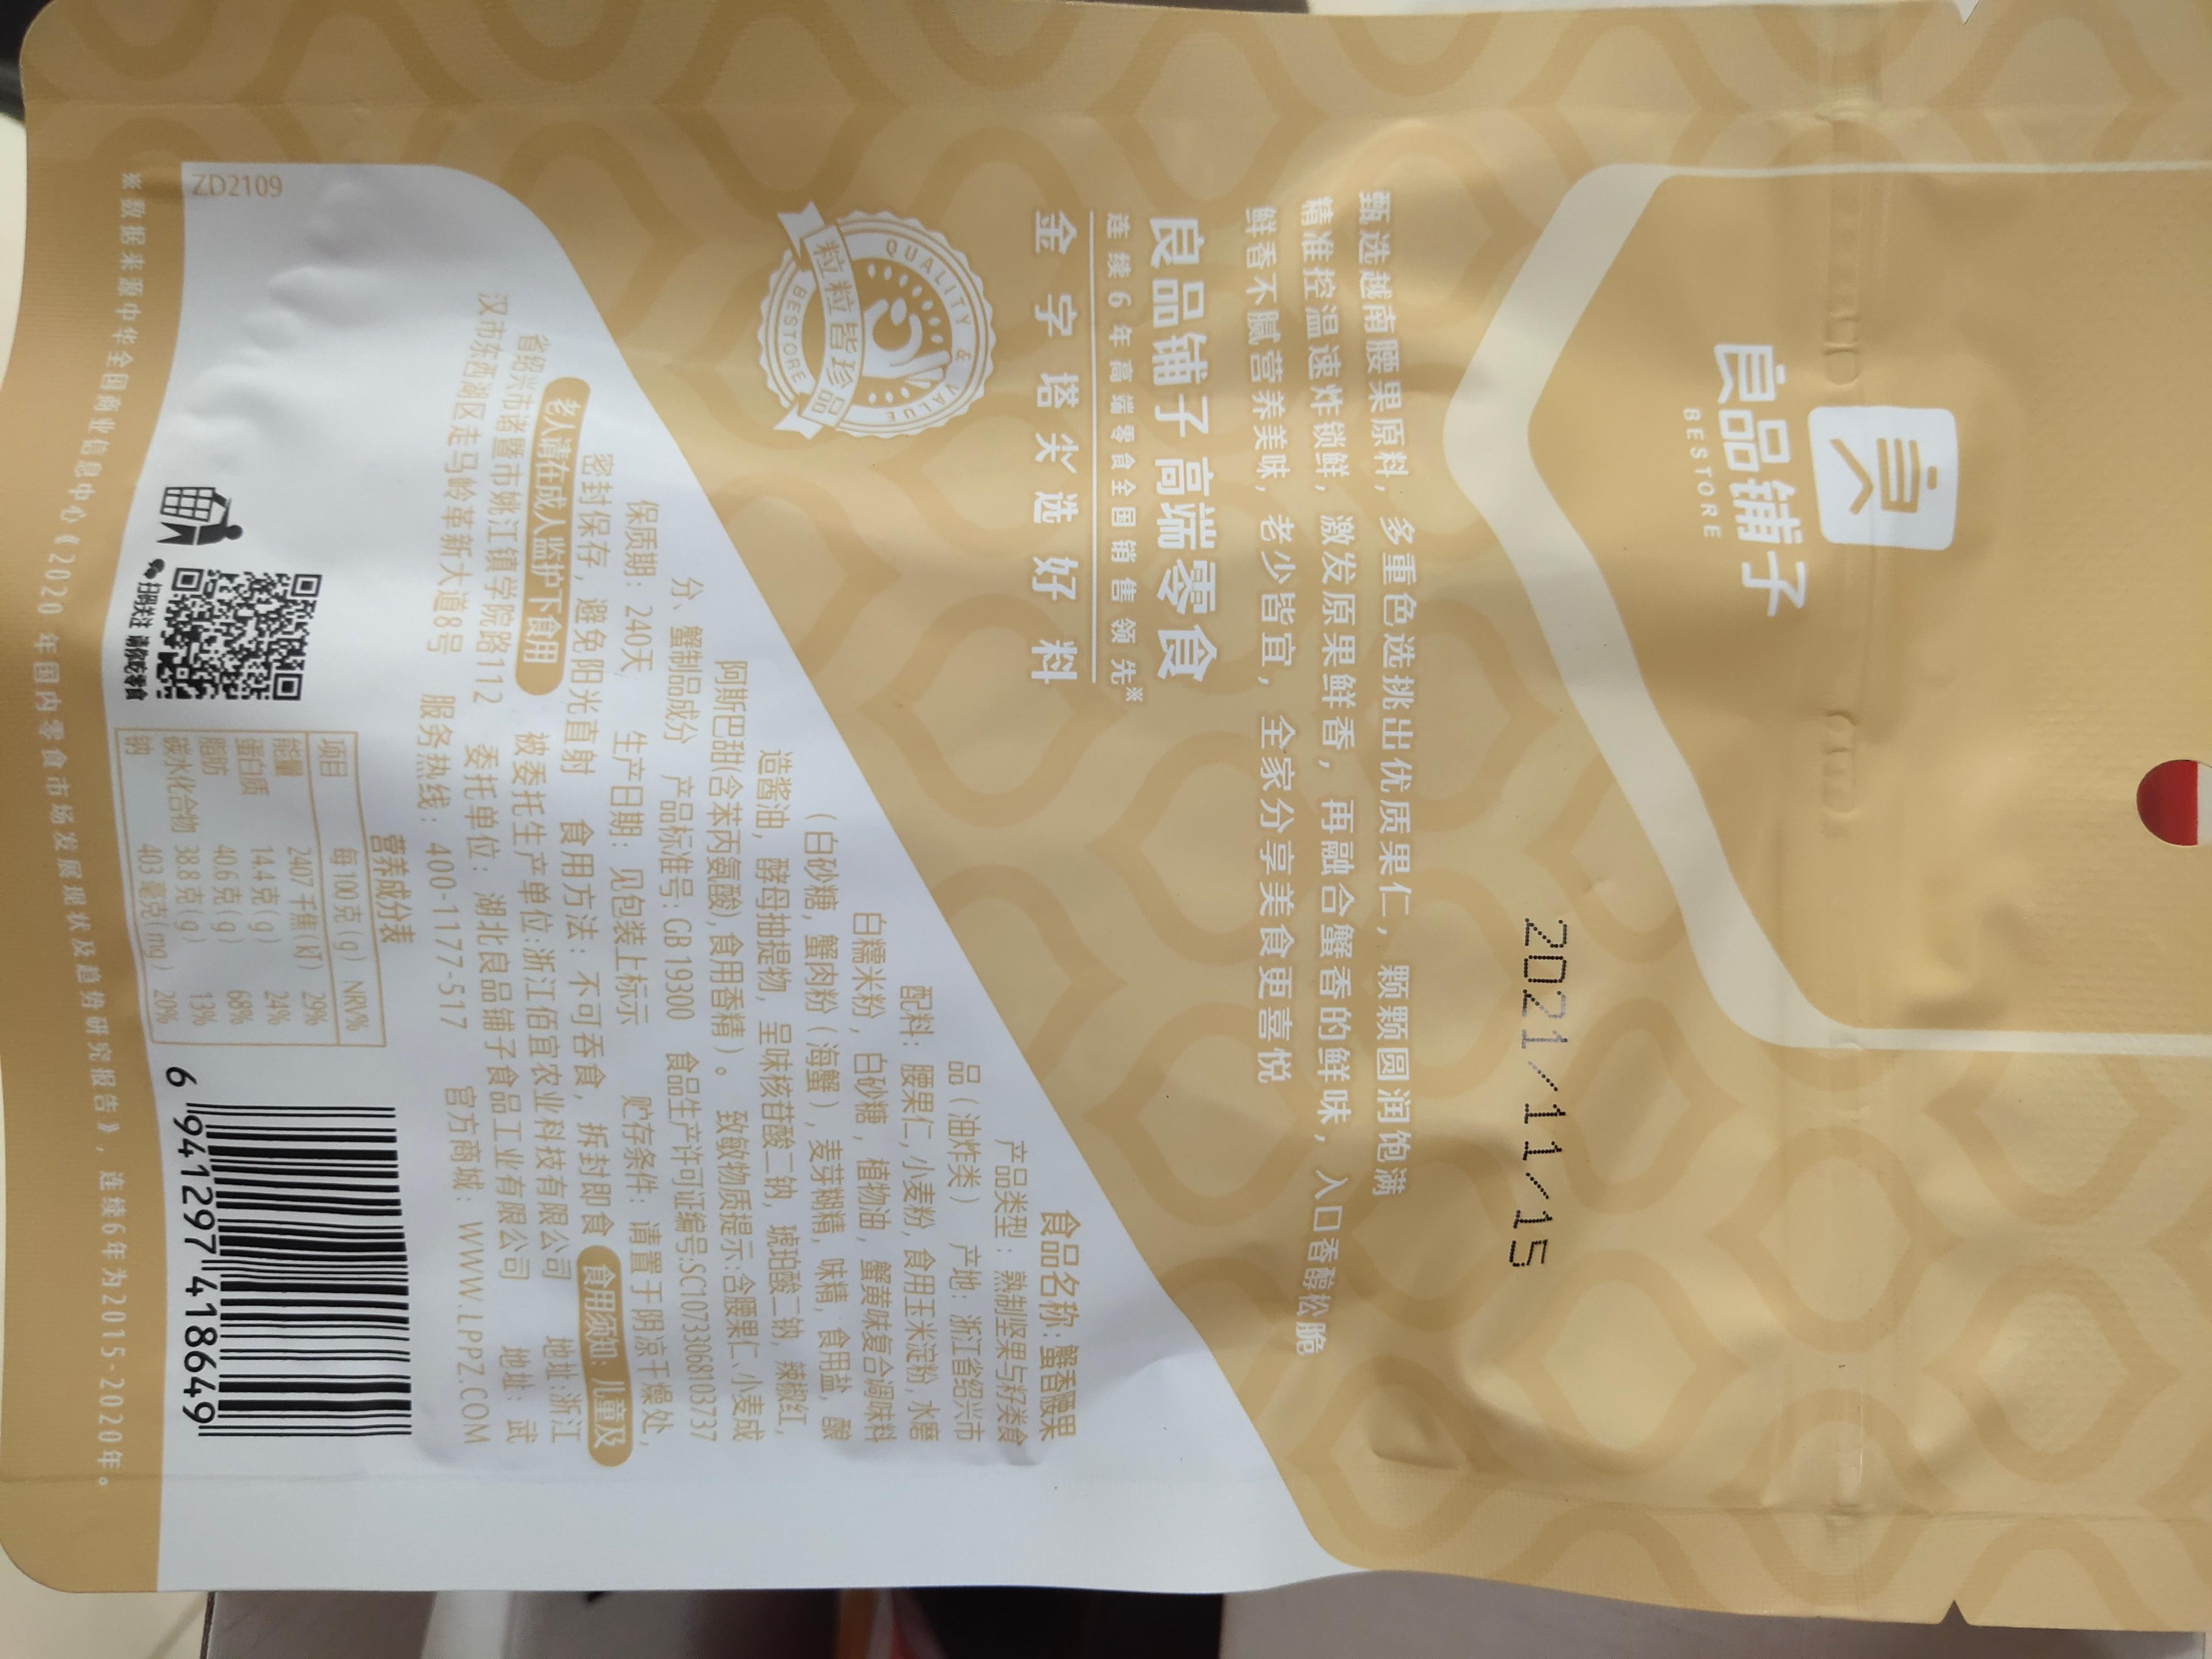 良
良品铺子
BESTORE
2021/11/15
甄选越南腰果原料，多重色选挑出优质果仁，颗颗圆润饱满
精准控温速炸锁鲜，激发原果鲜香，再融合蟹香的鲜味，入口香醇松脆
鲜香不腻营养美味，老少皆宜，全家分享美食更喜悦
良品铺子 高端零食
连续6年高端零食全国销售领先※
金字塔尖选好料
QUALITY & VALUE
粒粒皆珍品
BESTORE
食品名称：蟹香腰果
产品类型：熟制坚果与籽类食
品（油炸类） 产地：浙江省绍兴市
配料：腰果仁,小麦粉,食用玉米淀粉,水磨
白糯米粉，白砂糖，植物油，蟹黄味复合调味料
（白砂糖，蟹肉粉（海蟹），麦芽糊精，味精，食用盐，酿
造酱油，酵母抽提物，呈味核苷酸二钠，琥珀酸二钠，辣椒红，
阿斯巴甜(含苯丙氨酸),食用香精）。 致敏物质提示:含腰果仁、小麦成
分、蟹制品成分 产品标准号：GB 19300 食品生产许可证编号:SC10733068103737
保质期：240天 生产日期：见包装上标示 贮存条件：请置于阴凉干燥处，
密封保存，避免阳光直射 食用方法：不可吞食，拆封即食 食用须知：儿童及
老人请在成人监护下食用 被委托生产单位:浙江佰宜农业科技有限公司 地址:浙江
省绍兴市诸暨市姚江镇学院路112 委托单位：湖北良品铺子食品工业有限公司 地址：武
汉市东西湖区走马岭革新大道8号 服务热线：400-1177-517 官方商城：WWW.LPPZ.COM
营养成分表
项目 每100克(g) NRV%
能量 2407千焦(kJ) 29%
蛋白质 14.4克(g) 24%
脂肪 40.6克(g) 68%
碳水化合物 38.8克(g) 13%
钠 403毫克(mg) 20%
扫码关注 请你吃零食
6 941297 418649
ZD2109
※数据来源中华全国商业信息中心《2020年国内零食市场发展现状及趋势研究报告》，连续6年为2015-2020年。